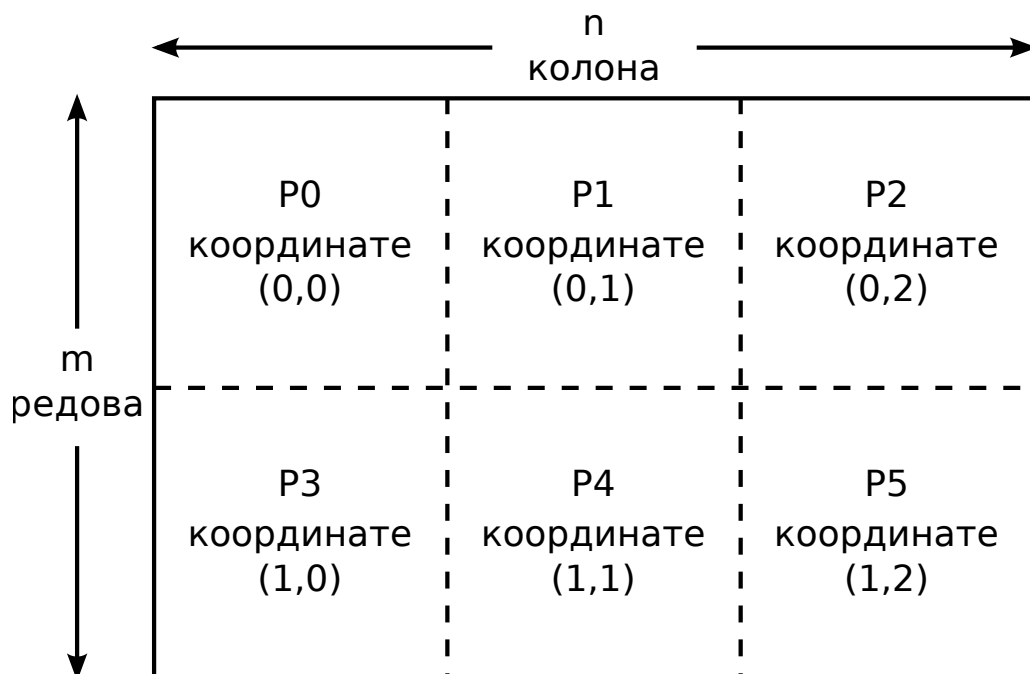 n
колона
P0
координате
(0,0)
P1
координате
(0,1)
P2
координате
(0,2)
m
редова
P3
координате
(1,0)
P4
координате
(1,1)
P5
координате
(1,2)